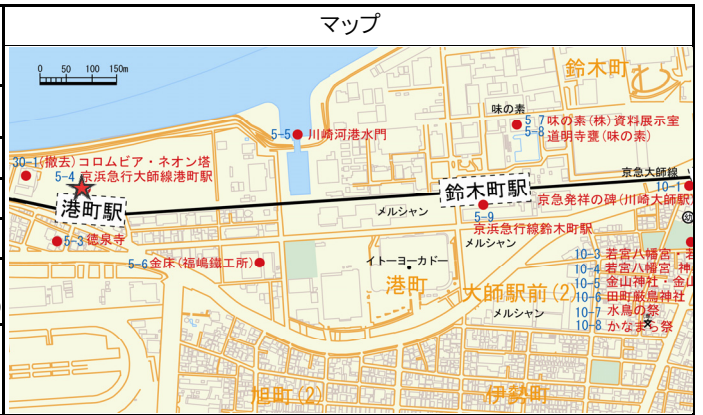 マップ
0 50 100 150m
鈴木町
味の素
5-7 味の素(株)資料展示室
5-8 道明寺甕(味の素)
5-5 川崎河港水門
30-1(撤去)コロムビア・ネオン塔
5-4 京浜急行大師線港町駅
京急大師線
10-1
港町駅
鈴木町駅
京急発祥の碑(川崎大師駅)
メルシャン
5-9
京浜急行線鈴木町駅
5-3 徳泉寺
メルシャン
5-6 金床(福嶋鐵工所)
イトーヨーカドー
10-3 若宮八幡宮・若
10-4 若宮八幡宮 神
港町
大師駅前(2)
10-5 金山神社・金山
10-6 田町厳島神社
メルシャン
10-7 水鳥の祭
10-8 かなまら祭
旭町(2)
伊勢町